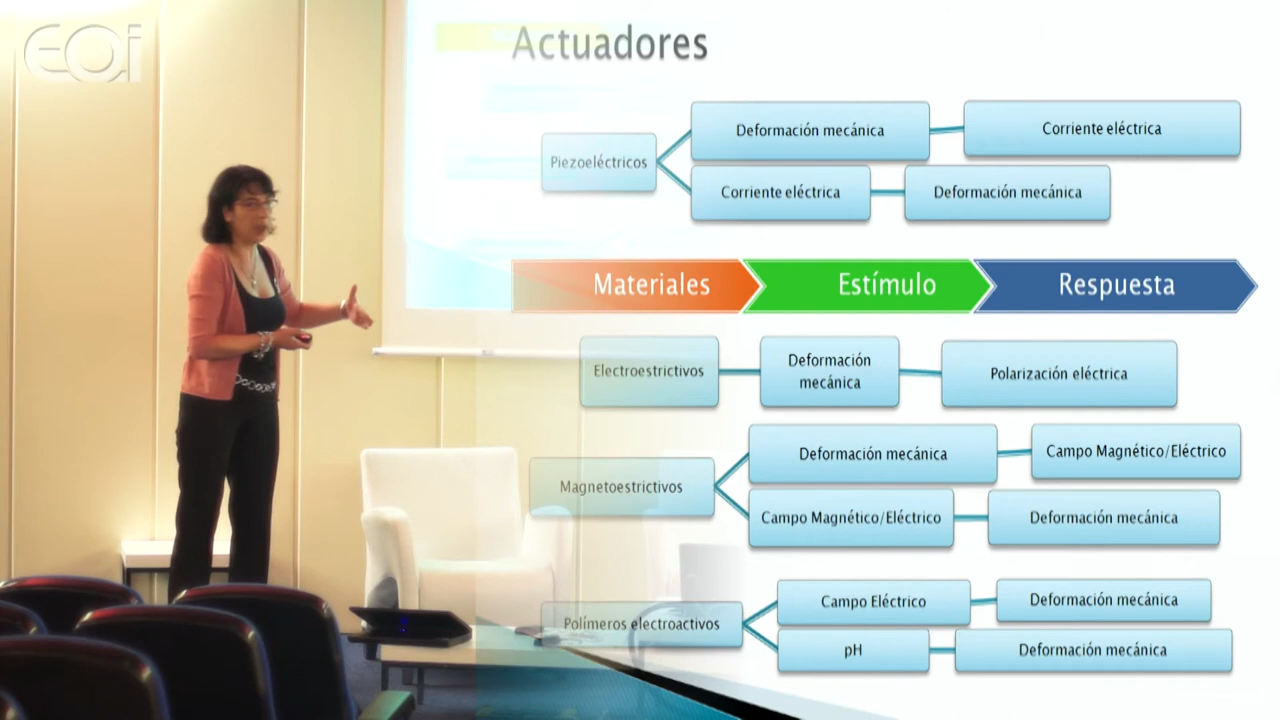 eoi
Actuadores
Piezoeléctricos
Deformación mecánica
Corriente eléctrica
Corriente eléctrica
Deformación mecánica
Materiales
Estímulo
Respuesta
Electroestrictivos
Deformación
mecánica
Polarización eléctrica
Magnetoestrictivos
Deformación mecánica
Campo Magnético/Eléctrico
Campo Magnético/Eléctrico
Deformación mecánica
Polímeros electroactivos
Campo Eléctrico
Deformación mecánica
pH
Deformación mecánica